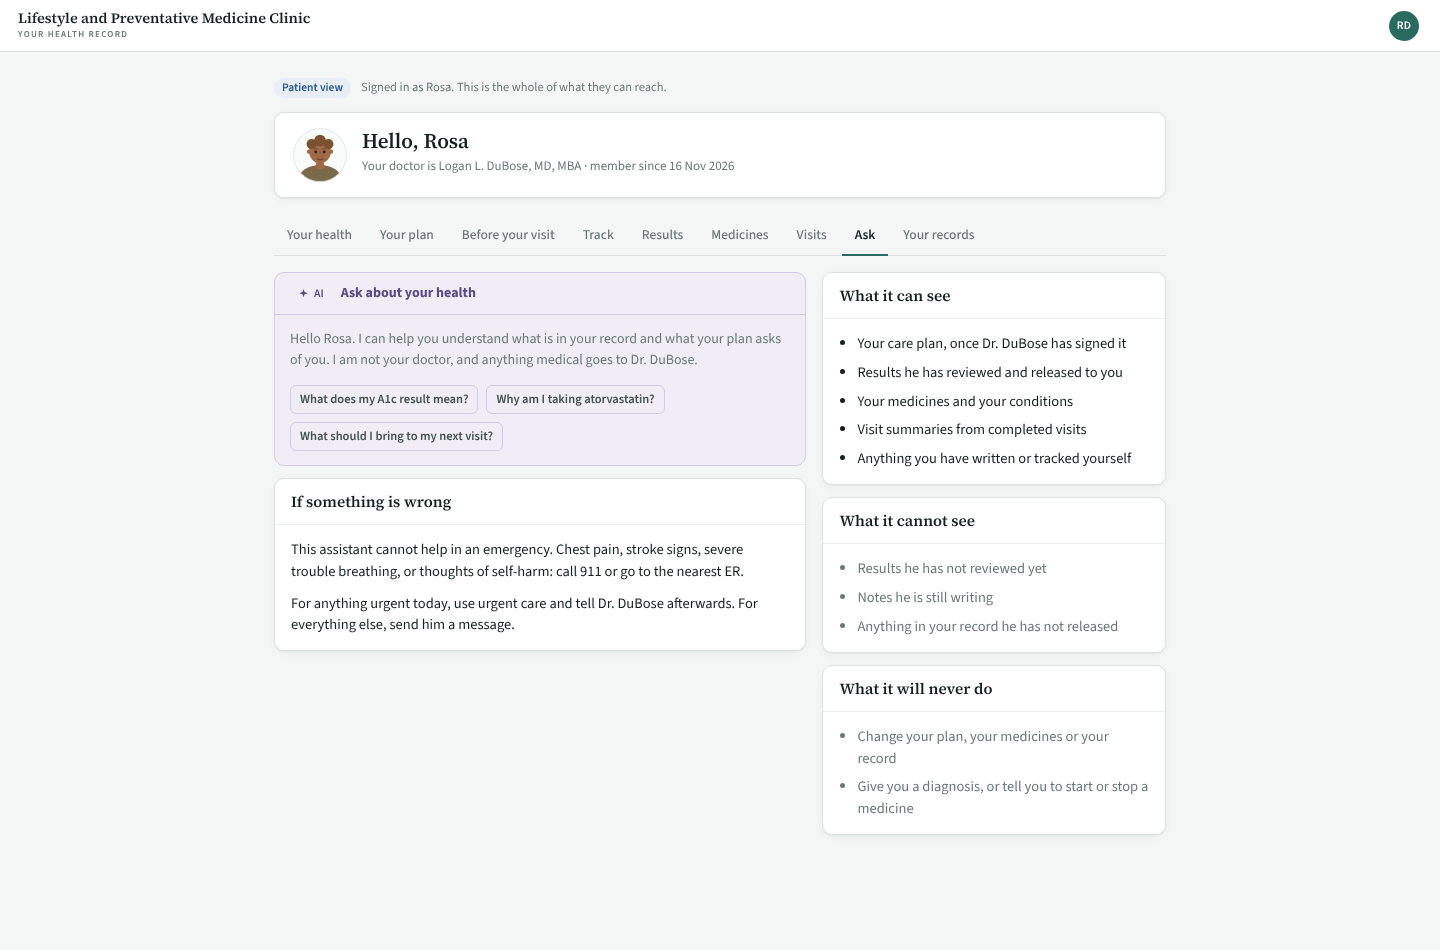 Lifestyle and Preventative Medicine Clinic
YOUR HEALTH RECORD
RD
Patient view
Signed in as Rosa. This is the whole of what they can reach.
Hello, Rosa
Your doctor is Logan L. DuBose, MD, MBA · member since 16 Nov 2026
Your health
Your plan
Before your visit
Track
Results
Medicines
Visits
Ask
Your records
AI
Ask about your health
Hello Rosa. I can help you understand what is in your record and what your plan asks
of you. I am not your doctor, and anything medical goes to Dr. DuBose.
What does my A1c result mean?
Why am I taking atorvastatin?
What should I bring to my next visit?
If something is wrong
This assistant cannot help in an emergency. Chest pain, stroke signs, severe
trouble breathing, or thoughts of self-harm: call 911 or go to the nearest ER.
For anything urgent today, use urgent care and tell Dr. DuBose afterwards. For
everything else, send him a message.
What it can see
Your care plan, once Dr. DuBose has signed it
Results he has reviewed and released to you
Your medicines and your conditions
Visit summaries from completed visits
Anything you have written or tracked yourself
What it cannot see
Results he has not reviewed yet
Notes he is still writing
Anything in your record he has not released
What it will never do
Change your plan, your medicines or your
record
Give you a diagnosis, or tell you to start or stop a
medicine